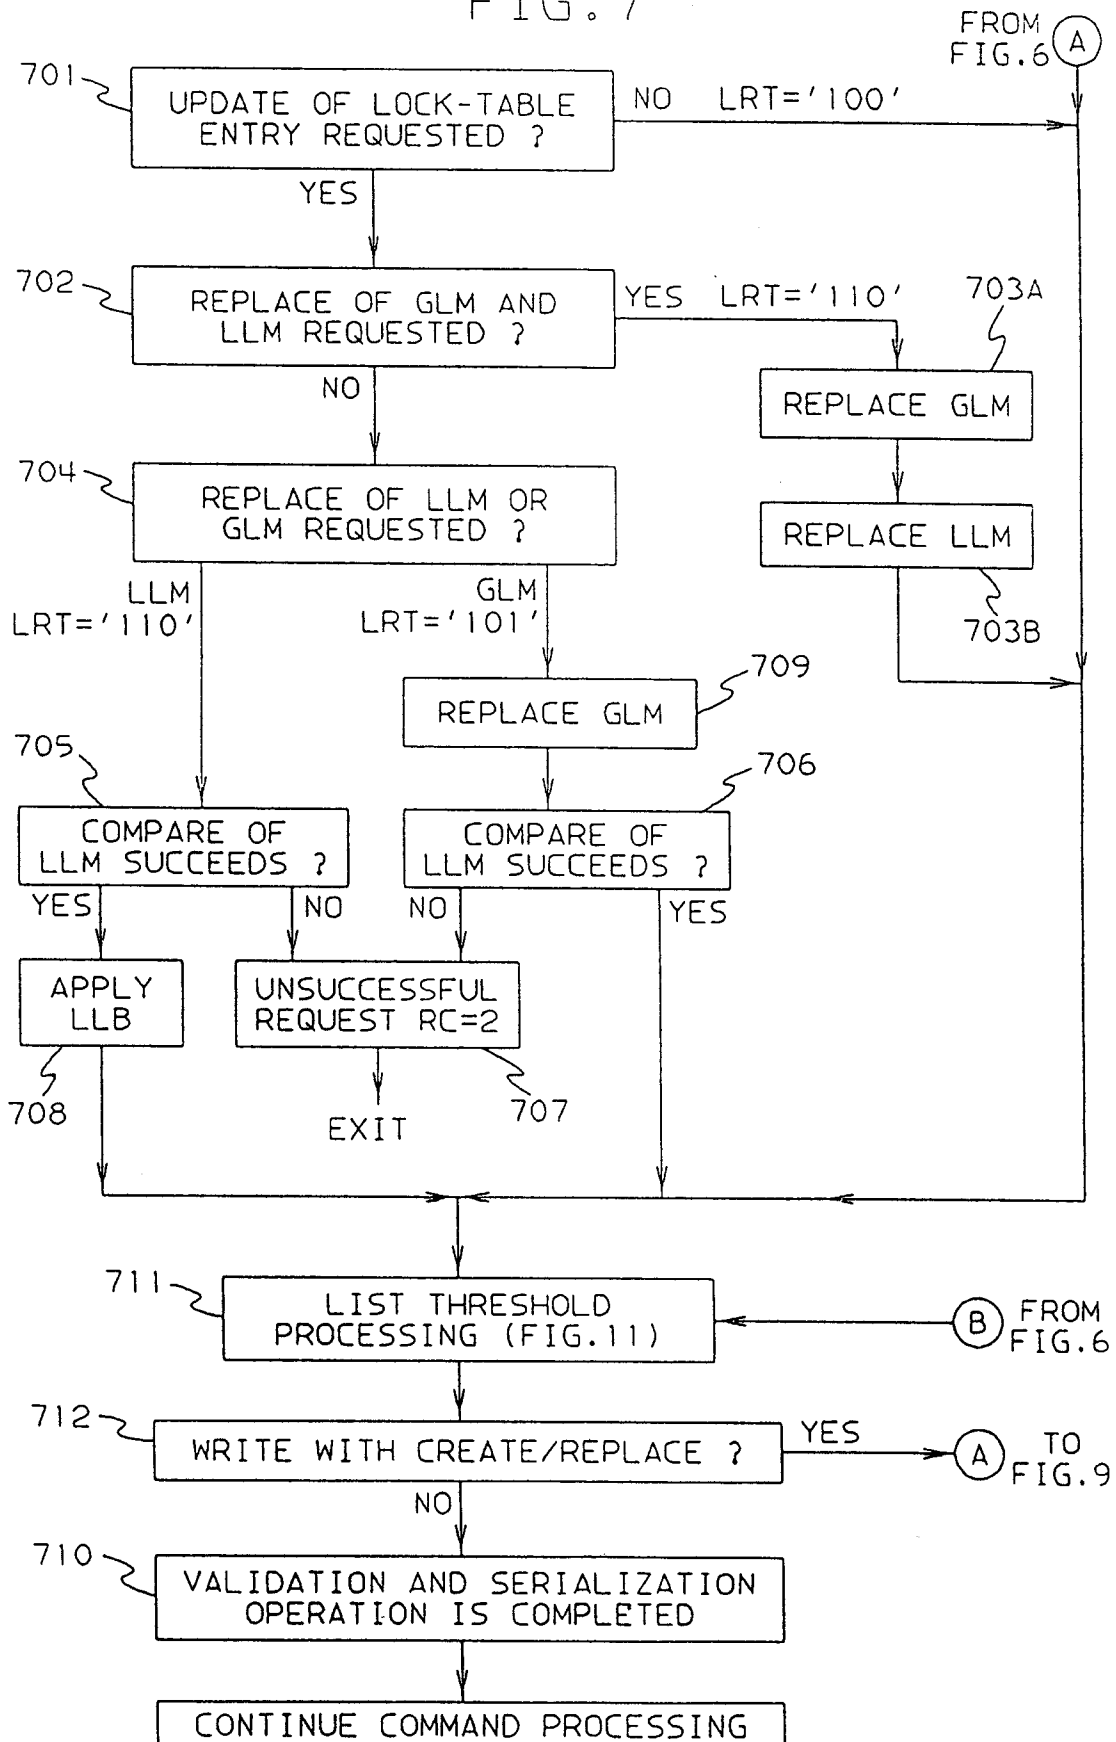 FIG. 7
FROM
FIG.6
A
701
UPDATE OF LOCK-TABLE
ENTRY REQUESTED ?
NO LRT='100'
YES
702
REPLACE OF GLM AND
LLM REQUESTED ?
YES LRT='110'
703A
REPLACE GLM
NO
704
REPLACE OF LLM OR
GLM REQUESTED ?
REPLACE LLM
703B
LLM
LRT='110'
GLM
LRT='101'
709
REPLACE GLM
705
706
COMPARE OF
LLM SUCCEEDS ?
COMPARE OF
LLM SUCCEEDS ?
YES
NO
NO
YES
APPLY
LLB
UNSUCCESSFUL
REQUEST RC=2
708
707
EXIT
711
LIST THRESHOLD
PROCESSING (FIG.11)
B
FROM
FIG.6
712
WRITE WITH CREATE/REPLACE ?
YES
A
TO
FIG.9
NO
710
VALIDATION AND SERIALIZATION
OPERATION IS COMPLETED
CONTINUE COMMAND PROCESSING